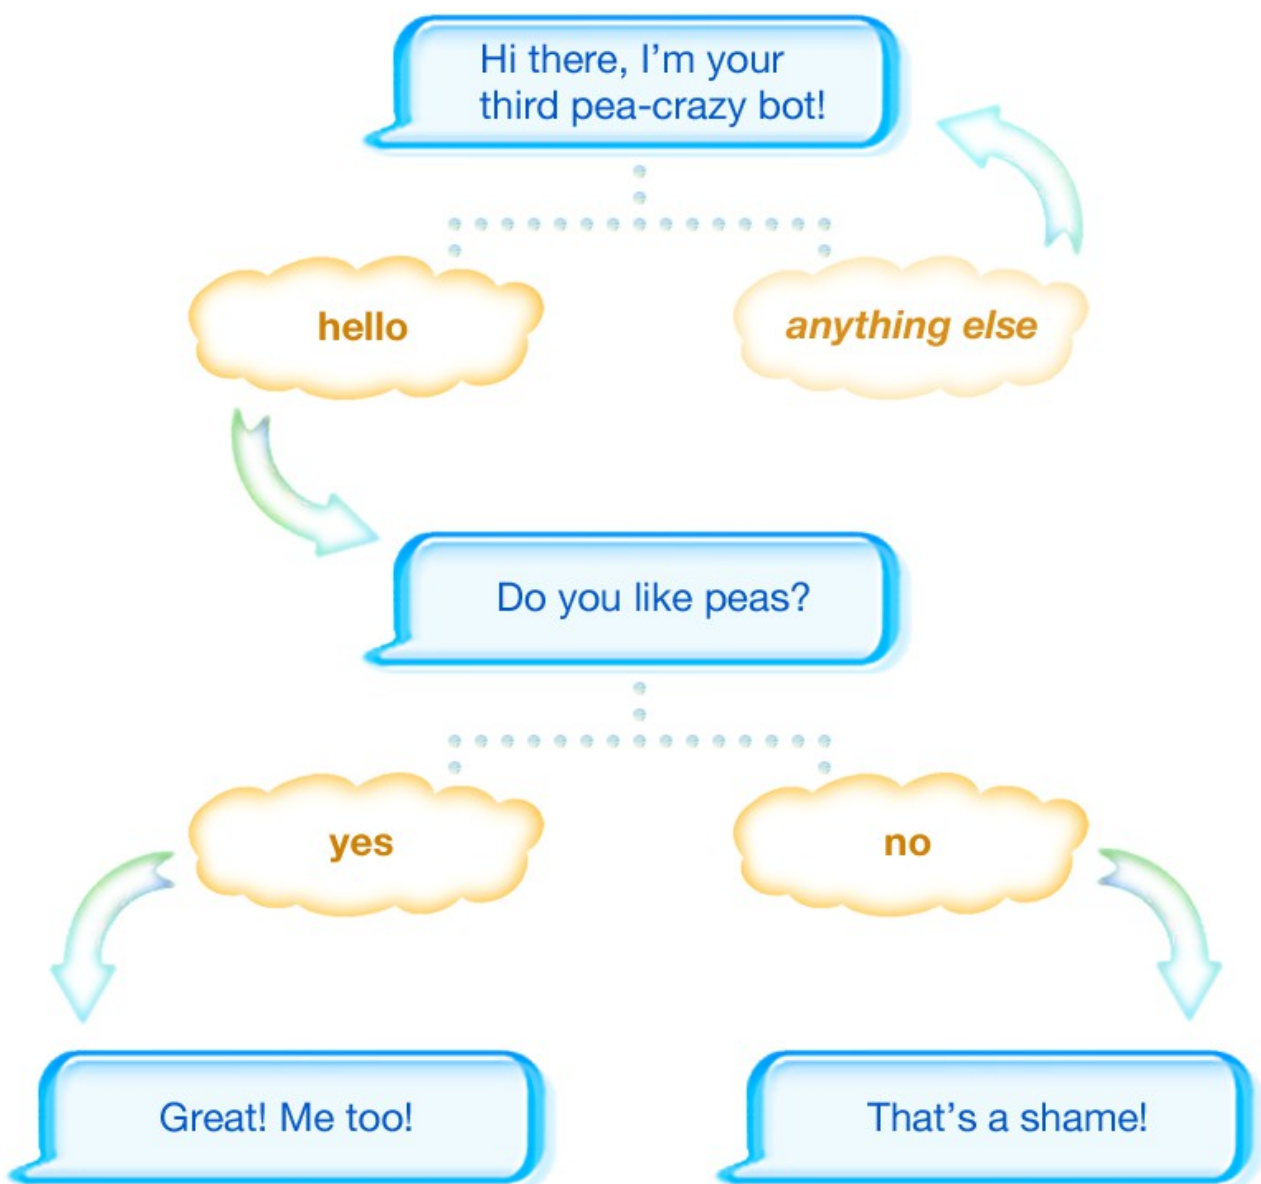 Hi there, I'm your
third pea-crazy bot!
hello
anything else
Do you like peas?
yes
no
Great! Me too!
That's a shame!